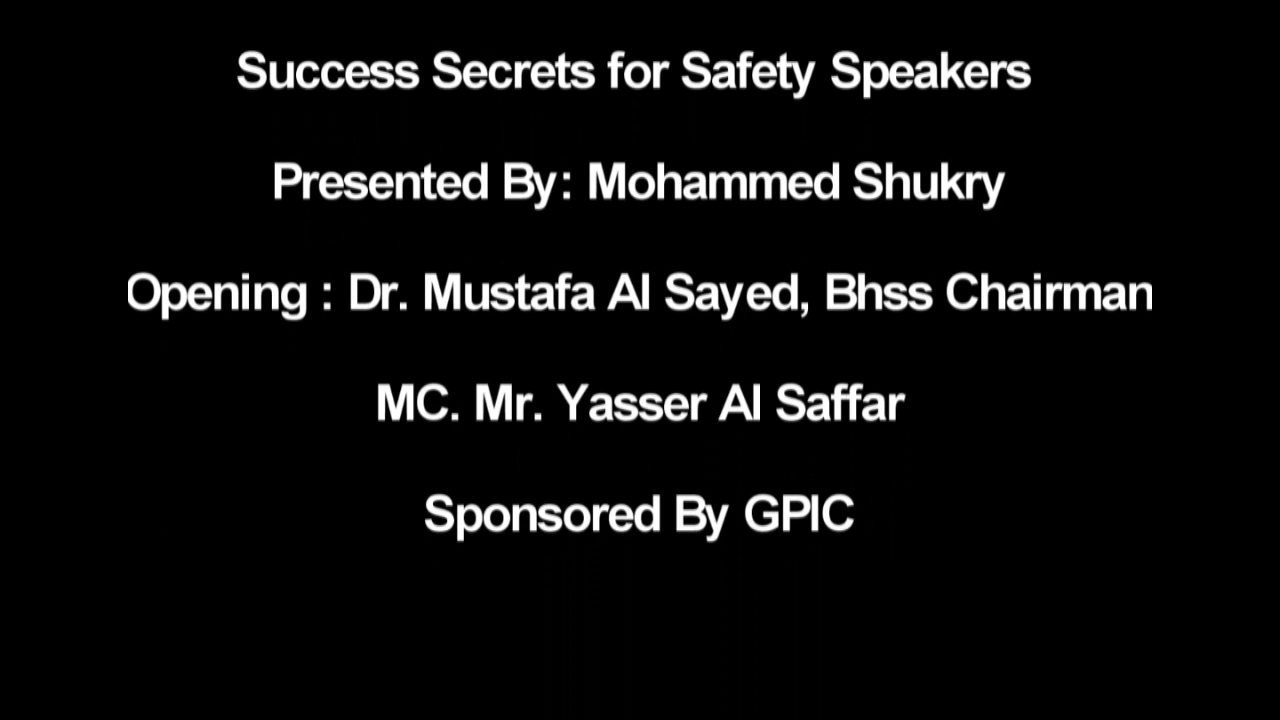 Success Secrets for Safety Speakers
Presented By: Mohammed Shukry
Opening : Dr. Mustafa Al Sayed, Bhss Chairman
MC. Mr. Yasser Al Saffar
Sponsored By GPIC